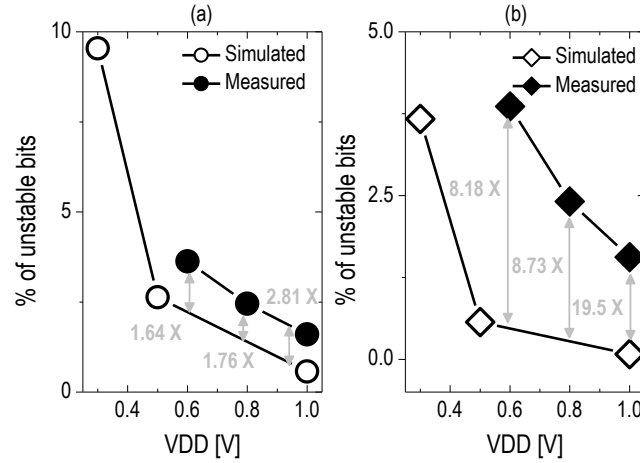 (a)
10
5
0
% of unstable bits
Simulated
Measured
1.64 X
1.76 X
2.81 X
0.4 0.6 0.8 1.0
VDD [V]
(b)
5.0
2.5
0.0
% of unstable bits
Simulated
Measured
8.18 X
8.73 X
19.5 X
0.4 0.6 0.8 1.0
VDD [V]